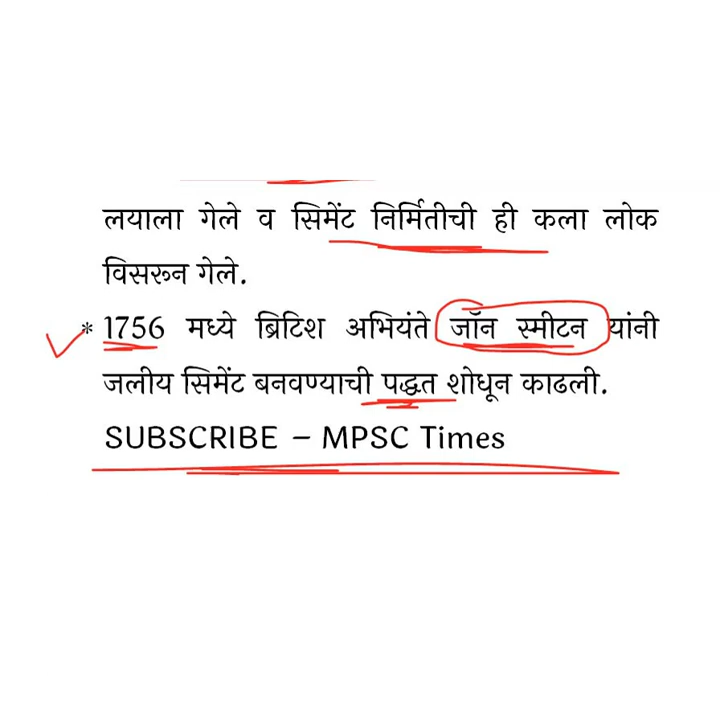 लयाला गेले व सिमेंट निर्मितीची ही कला लोक
विसरून गेले.
* 1756 मध्ये ब्रिटिश अभियंते जॉन स्मीटन यांनी
जलीय सिमेंट बनवण्याची पद्धत शोधून काढली.
SUBSCRIBE – MPSC Times